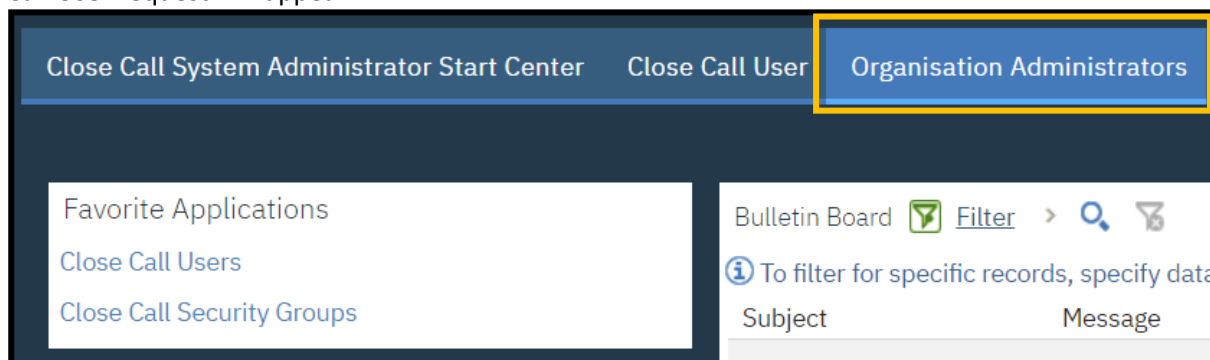 Close Call System Administrator Start Center Close Call User Organisation Administrators
Favorite Applications
Close Call Users
Close Call Security Groups
Bulletin Board Filter >
To filter for specific records, specify data
Subject Message